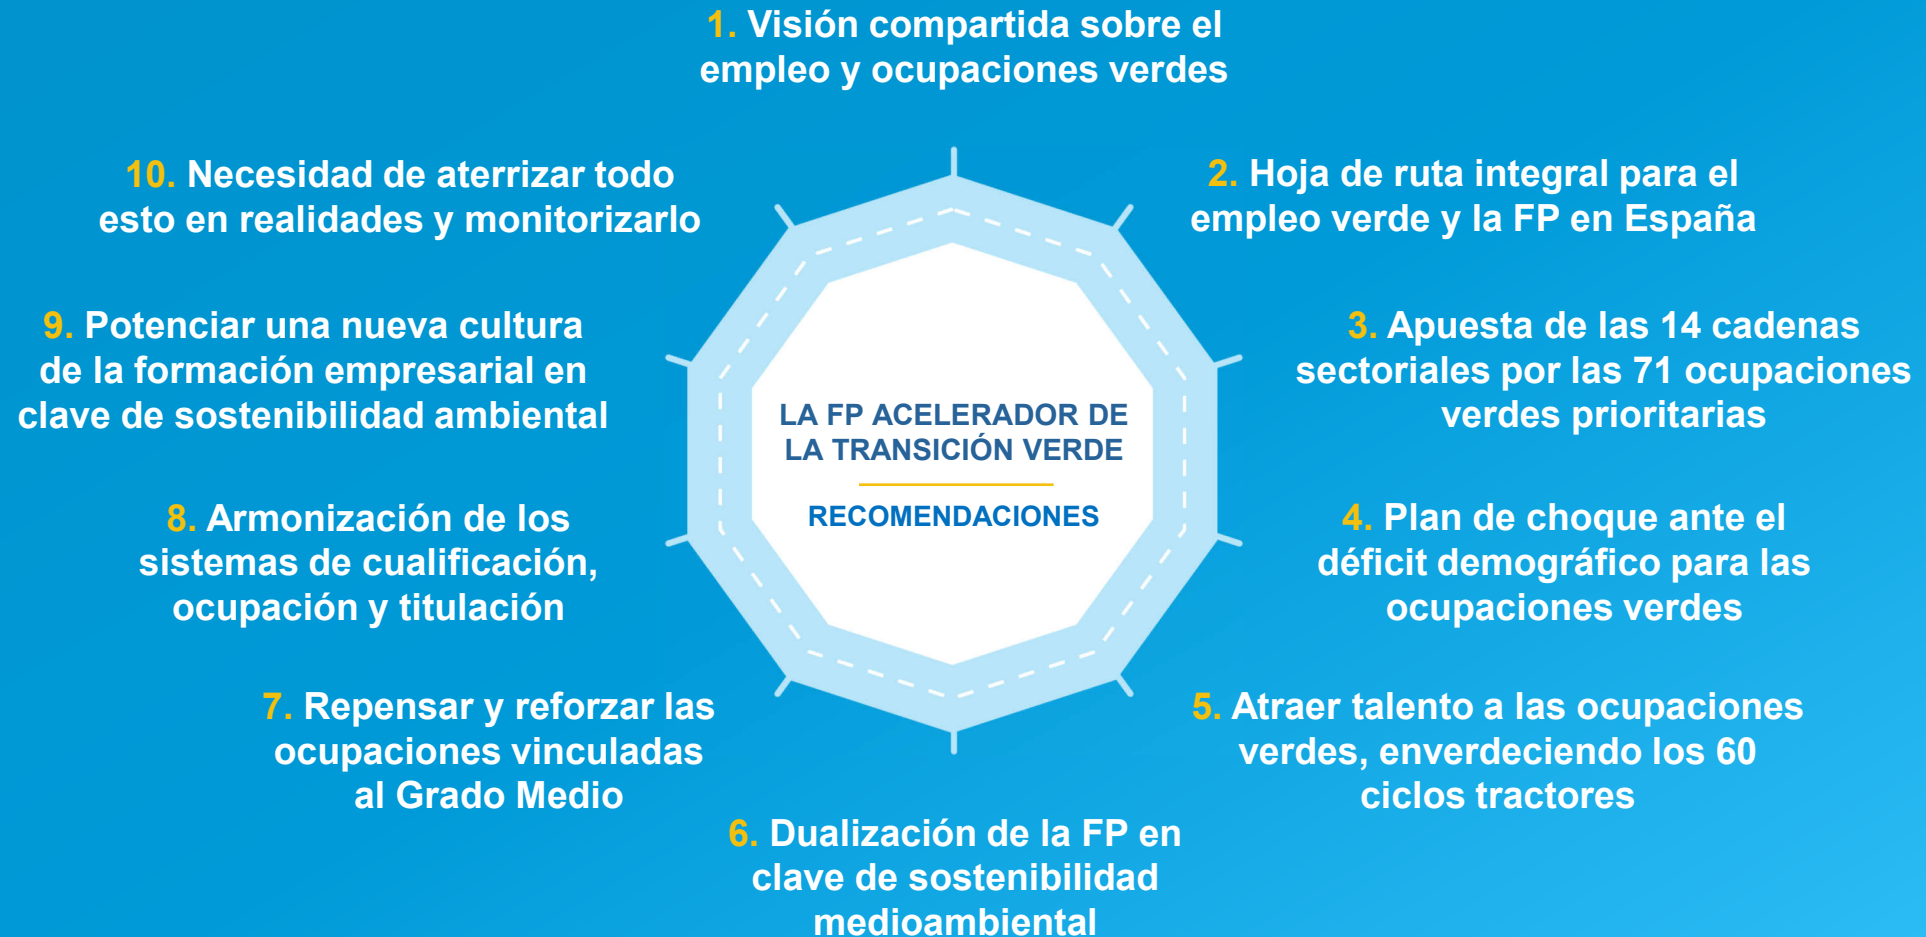 1. Visión compartida sobre el
empleo y ocupaciones verdes
2. Hoja de ruta integral para el
empleo verde y la FP en España
3. Apuesta de las 14 cadenas
sectoriales por las 71 ocupaciones
verdes prioritarias
4. Plan de choque ante el
déficit demográfico para las
ocupaciones verdes
5. Atraer talento a las ocupaciones
verdes, enverdeciendo los 60
ciclos tractores
6. Dualización de la FP en
clave de sostenibilidad
medioambiental
7. Repensar y reforzar las
ocupaciones vinculadas
al Grado Medio
8. Armonización de los
sistemas de cualificación,
ocupación y titulación
9. Potenciar una nueva cultura
de la formación empresarial en
clave de sostenibilidad ambiental
10. Necesidad de aterrizar todo
esto en realidades y monitorizarlo
LA FP ACELERADOR DE
LA TRANSICIÓN VERDE
RECOMENDACIONES